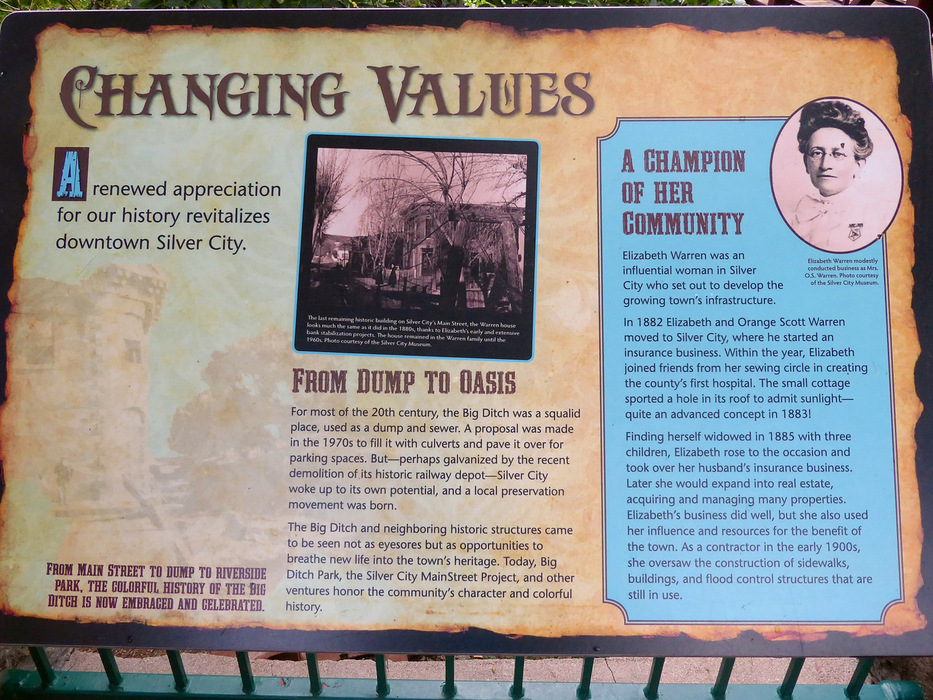 CHANGING VALUES
A renewed appreciation
for our history revitalizes
downtown Silver City.
The last remaining historic building on Silver City's Main Street, the Warren house
looks much the same as it did in the 1880s, thanks to Elizabeth's early and extensive
bank stabilization projects. The house remained in the Warren family until the
1960s. Photo courtesy of the Silver City Museum.
FROM DUMP TO OASIS
For most of the 20th century, the Big Ditch was a squalid
place, used as a dump and sewer. A proposal was made
in the 1970s to fill it with culverts and pave it over for
parking spaces. But—perhaps galvanized by the recent
demolition of its historic railway depot—Silver City
woke up to its own potential, and a local preservation
movement was born.
The Big Ditch and neighboring historic structures came
to be seen not as eyesores but as opportunities to
breathe new life into the town's heritage. Today, Big
Ditch Park, the Silver City MainStreet Project, and other
ventures honor the community's character and colorful
history.
FROM MAIN STREET TO DUMP TO RIVERSIDE
PARK, THE COLORFUL HISTORY OF THE BIG
DITCH IS NOW EMBRACED AND CELEBRATED.
A CHAMPION
OF HER
COMMUNITY
Elizabeth Warren modestly
conducted business as Mrs.
O.S. Warren. Photo courtesy
of the Silver City Museum.
Elizabeth Warren was an
influential woman in Silver
City who set out to develop the
growing town's infrastructure.
In 1882 Elizabeth and Orange Scott Warren
moved to Silver City, where he started an
insurance business. Within the year, Elizabeth
joined friends from her sewing circle in creating
the county's first hospital. The small cottage
sported a hole in its roof to admit sunlight—
quite an advanced concept in 1883!
Finding herself widowed in 1885 with three
children, Elizabeth rose to the occasion and
took over her husband's insurance business.
Later she would expand into real estate,
acquiring and managing many properties.
Elizabeth's business did well, but she also used
her influence and resources for the benefit of
the town. As a contractor in the early 1900s,
she oversaw the construction of sidewalks,
buildings, and flood control structures that are
still in use.